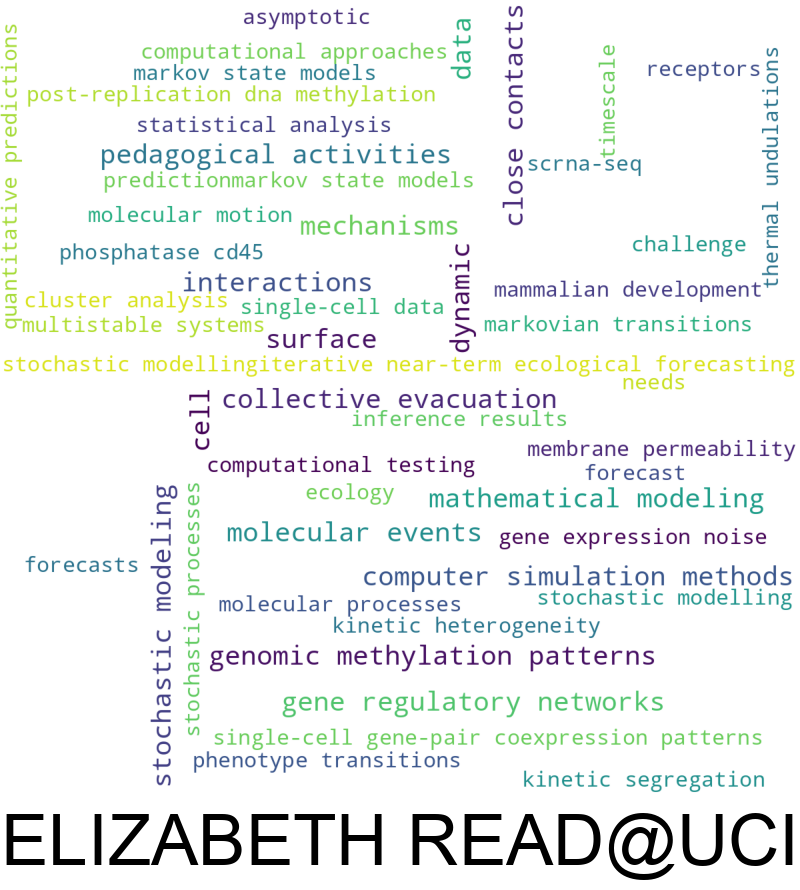 asymptotic
computational approaches
data
close contacts
markov state models
receptors
timescale
thermal undulations
quantitative predictions
post-replication dna methylation
statistical analysis
pedagogical activities
scrna-seq
predictionmarkov state models
molecular motion
mechanisms
phosphatase cd45
dynamic
challenge
interactions
mammalian development
cluster analysis
single-cell data
multistable systems
markovian transitions
surface
stochastic modellingiterative near-term ecological forecasting
needs
cell
collective evacuation
inference results
membrane permeability
computational testing
forecast
ecology
mathematical modeling
stochastic modeling
stochastic processes
molecular events
gene expression noise
forecasts
computer simulation methods
molecular processes
stochastic modelling
kinetic heterogeneity
genomic methylation patterns
gene regulatory networks
single-cell gene-pair coexpression patterns
phenotype transitions
kinetic segregation
ELIZABETH READ@UCI